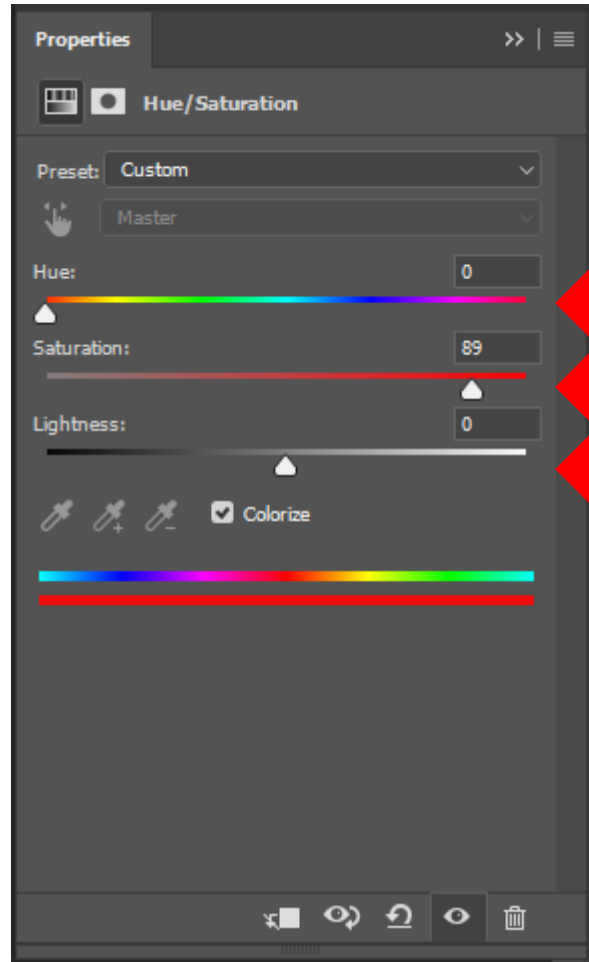 Properties
Hue/Saturation
Preset: Custom
Master
Hue: 0
Saturation: 89
Lightness: 0
Colorize